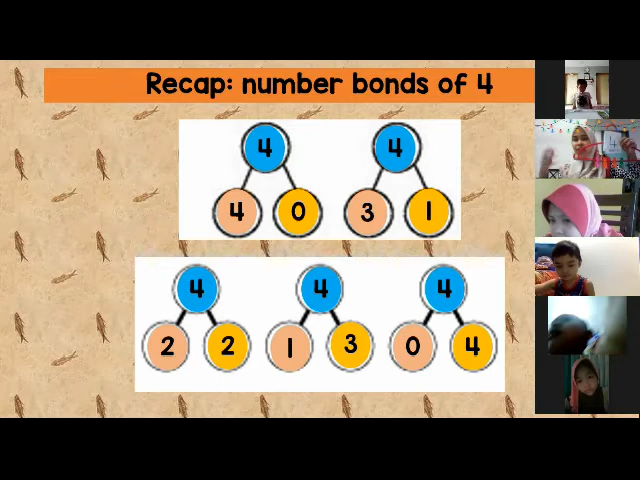 Recap: number bonds of 4
4 4
4 0 3 1
4 4 4
2 2 1 3 0 4